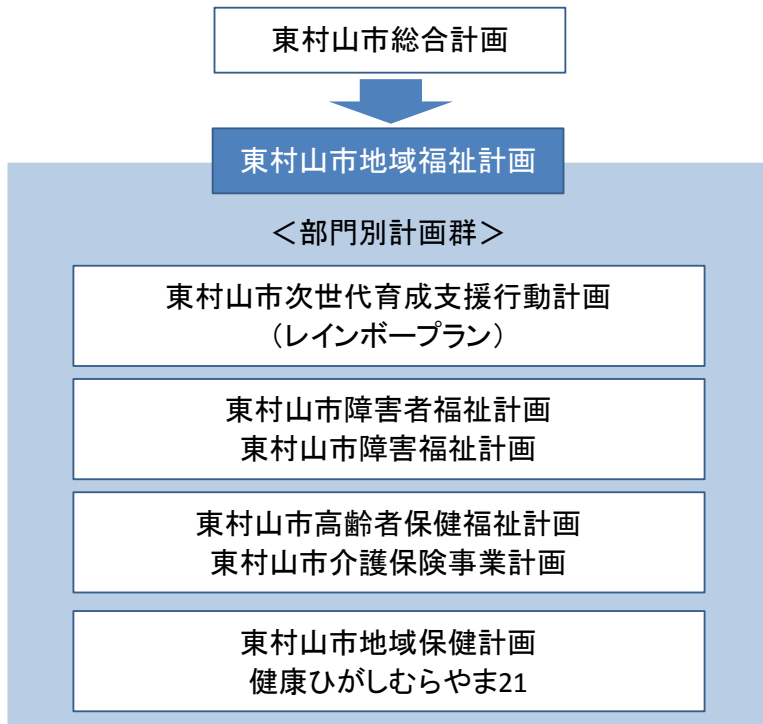 東村山市総合計画
東村山市地域福祉計画
＜部門別計画群＞
東村山市次世代育成支援行動計画
（レインボープラン）
東村山市障害者福祉計画
東村山市障害福祉計画
東村山市高齢者保健福祉計画
東村山市介護保険事業計画
東村山市地域保健計画
健康ひがしむらやま21